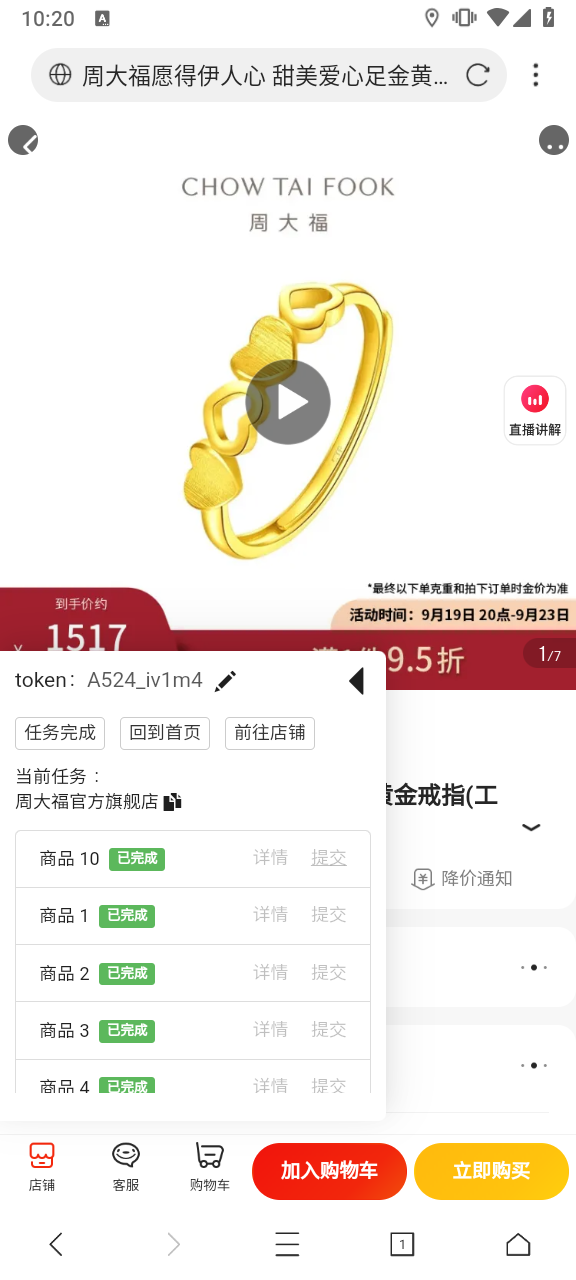 10:20
周大福愿得伊人心 甜美爱心足金黄...
CHOW TAI FOOK
周大福
直播讲解
*最终以下单克重和拍下订单时金价为准
到手价约
活动时间：9月19日 20点-9月23日
1517
9.5折
1/7
token: A524_iv1m4
任务完成
回到首页
前往店铺
当前任务：
周大福官方旗舰店
黄金戒指(工
降价通知
商品 10 已完成 详情 提交
商品 1 已完成 详情 提交
商品 2 已完成 详情 提交
商品 3 已完成 详情 提交
商品 4 已完成 详情 提交
店铺
客服
购物车
加入购物车
立即购买
1